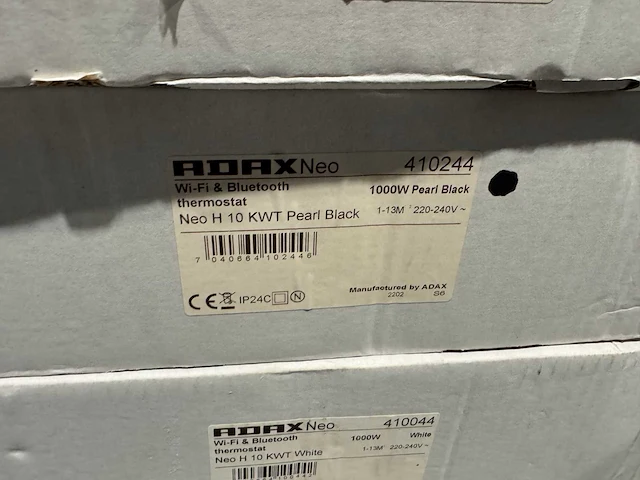 ADAX Neo 410244
Wi-Fi & Bluetooth 1000W Pearl Black
thermostat
Neo H 10 KWT Pearl Black 1-13M² 220-240V ~
7 040664 102446
Manufactured by ADAX
CE IP24C N 2202 S6
ADAX Neo 410044
Wi-Fi & Bluetooth 1000W White
thermostat 1-13M² 220-240V ~
Neo H 10 KWT White